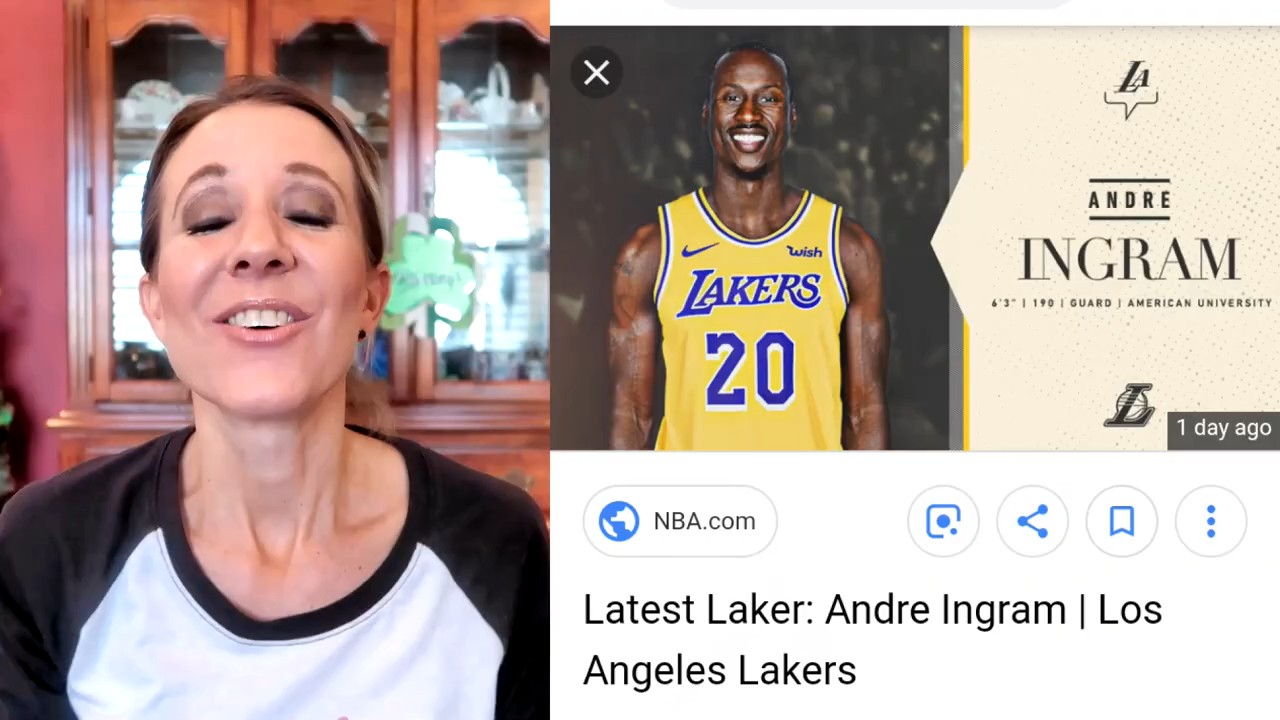 LA
ANDRE
INGRAM
6'3" | 190 | GUARD | AMERICAN UNIVERSITY
wish
LAKERS
20
L
1 day ago
NBA.com
Latest Laker: Andre Ingram | Los
Angeles Lakers